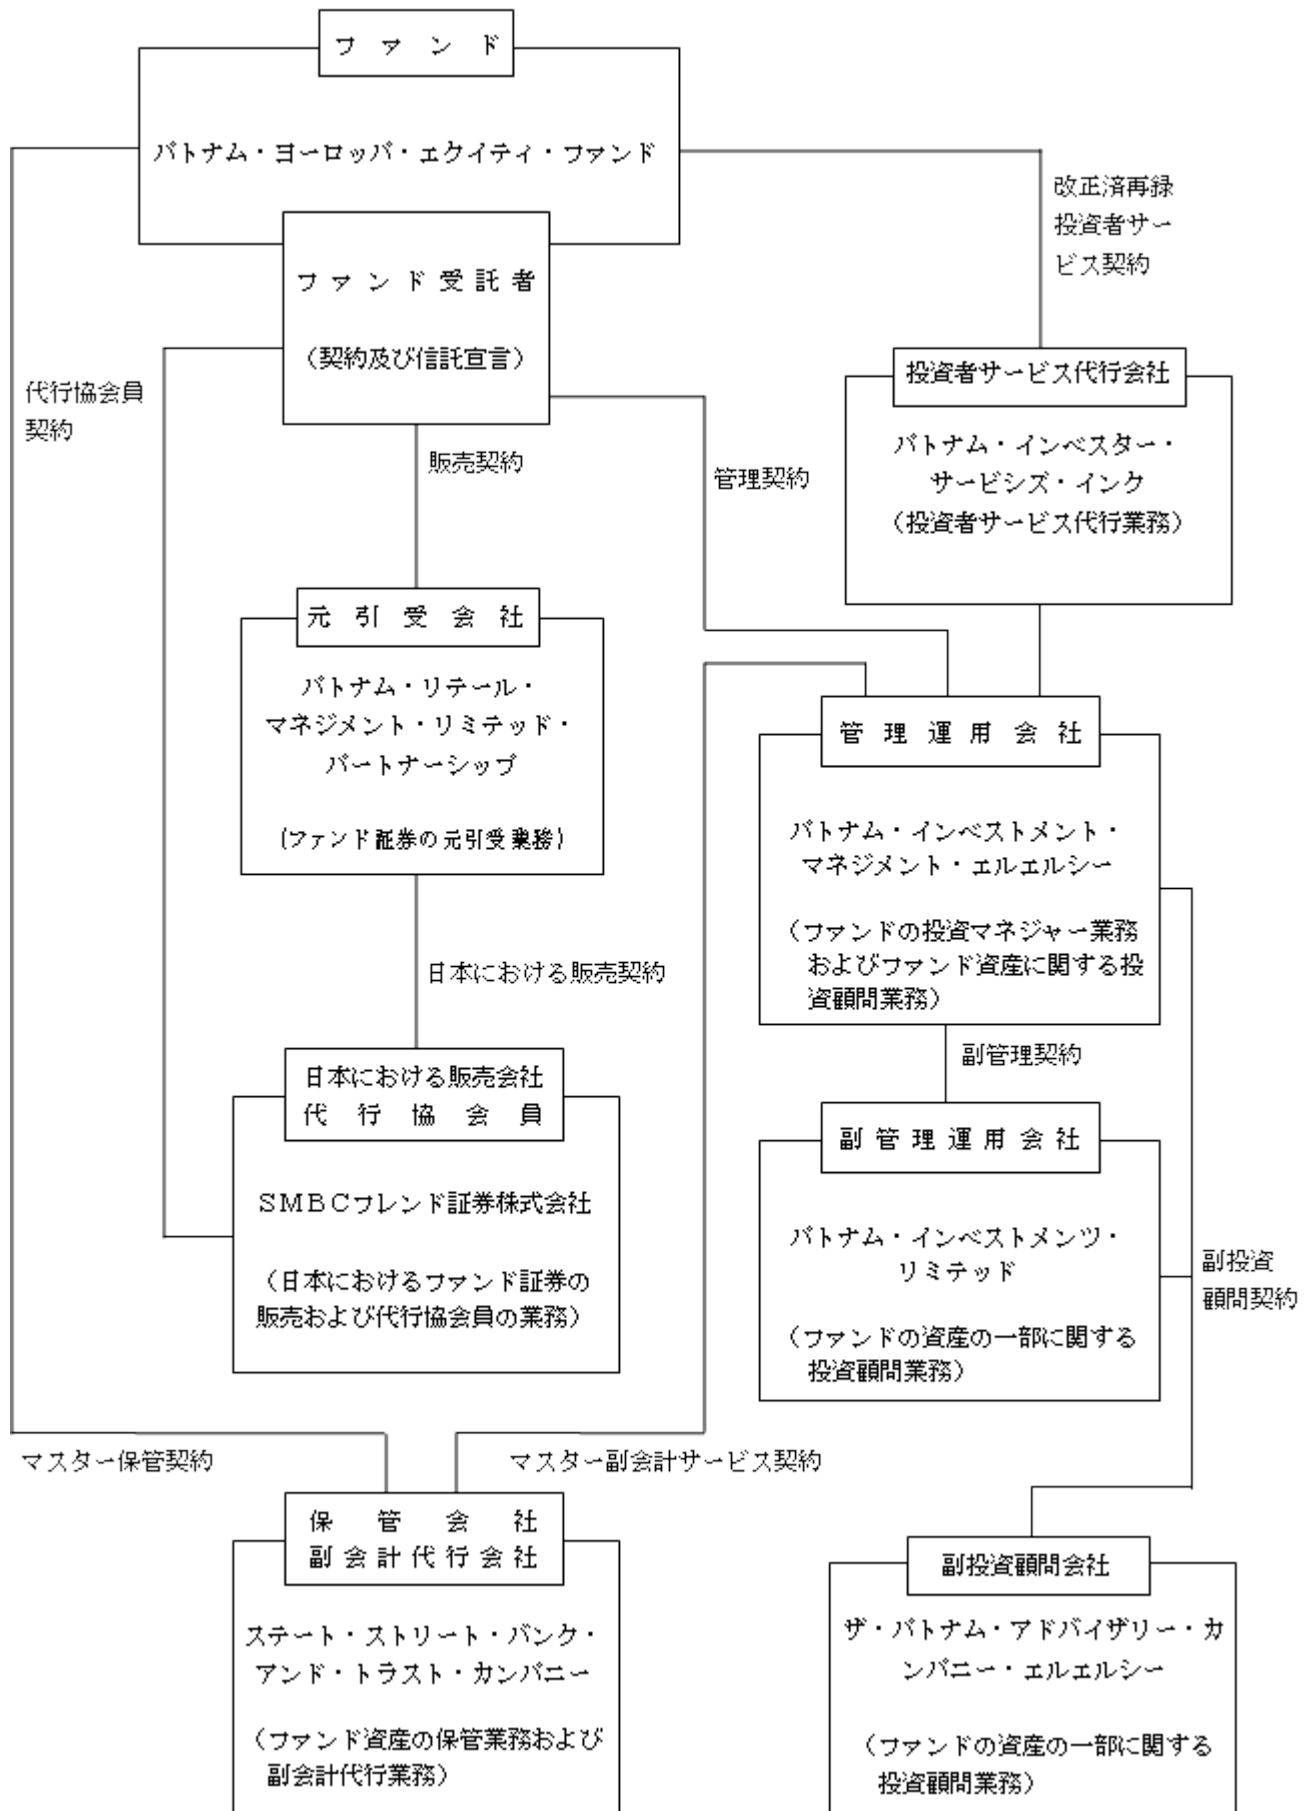 ファンド
パトナム・ヨーロッパ・エクイティ・ファンド
改正済再録
投資者サー
ビス契約
ファンド受託者
（契約及び信託宣言）
代行協会員
契約
販売契約
管理契約
投資者サービス代行会社
パトナム・インベスター・
サービシズ・インク
（投資者サービス代行業務）
元引受会社
パトナム・リテール・
マネジメント・リミテッド・
パートナーシップ
(ファンド証券の元引受業務)
管理運用会社
パトナム・インベストメント・
マネジメント・エルエルシー
（ファンドの投資マネジャー業務
およびファンド資産に関する投
資顧問業務）
日本における販売契約
副管理契約
日本における販売会社
代行協会員
ＳＭＢＣフレンド証券株式会社
（日本におけるファンド証券の
販売および代行協会員の業務）
副管理運用会社
パトナム・インベストメンツ・
リミテッド
（ファンドの資産の一部に関する
投資顧問業務）
副投資
顧問契約
マスター保管契約
マスター副会計サービス契約
保管会社
副会計代行会社
ステート・ストリート・バンク・
アンド・トラスト・カンパニー
（ファンド資産の保管業務および
副会計代行業務）
副投資顧問会社
ザ・パトナム・アドバイザリー・カ
ンパニー・エルエルシー
（ファンドの資産の一部に関する
投資顧問業務）